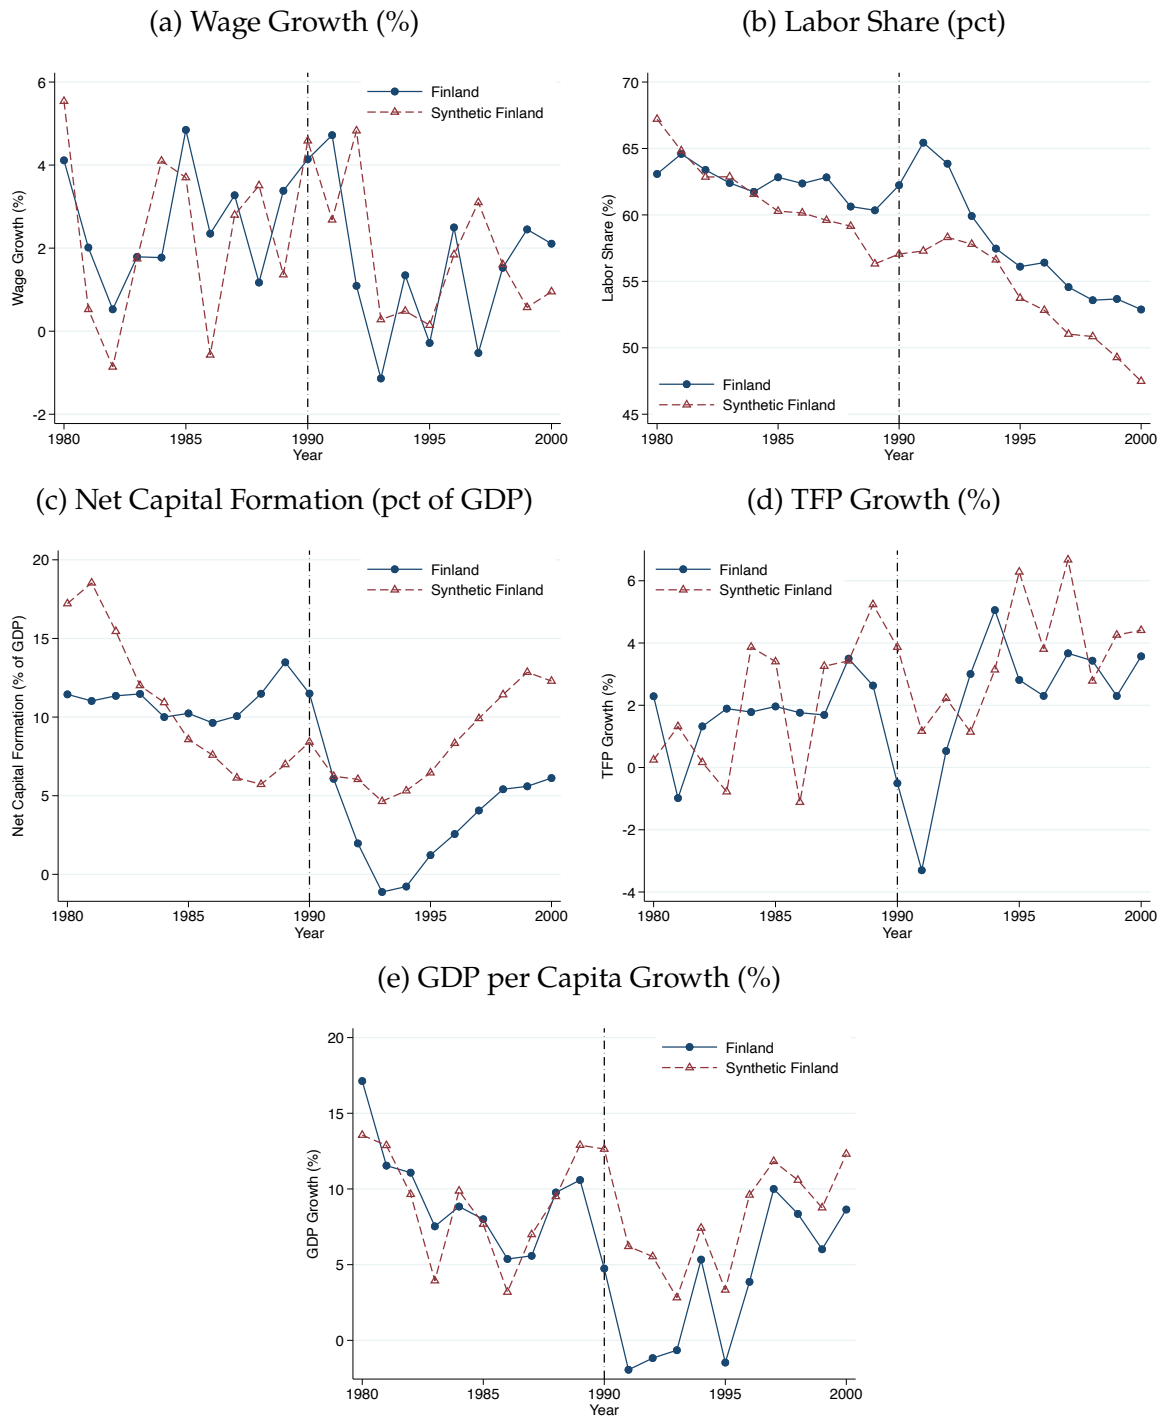 (a) Wage Growth (%)
6
4
2
0
-2
Wage Growth (%)
1980 1985 1990 1995 2000
Year
Finland
Synthetic Finland
(b) Labor Share (pct)
70
65
60
55
50
45
Labor Share (%)
1980 1985 1990 1995 2000
Year
Finland
Synthetic Finland
(c) Net Capital Formation (pct of GDP)
20
15
10
5
0
Net Capital Formation (% of GDP)
1980 1985 1990 1995 2000
Year
Finland
Synthetic Finland
(d) TFP Growth (%)
6
4
2
0
-2
-4
TFP Growth (%)
1980 1985 1990 1995 2000
Year
Finland
Synthetic Finland
(e) GDP per Capita Growth (%)
20
15
10
5
0
GDP Growth (%)
1980 1985 1990 1995 2000
Year
Finland
Synthetic Finland